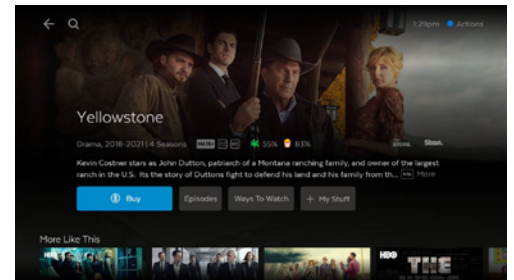 1:29pm Actions
Yellowstone
Drama, 2018-2021 | 4 Seasons 55% 83% Stan.
Kevin Costner stars as John Dutton, patriarch of a Montana ranching family, and owner of the largest
ranch in the U.S. Its the story of Duttons fight to defend his land and his family from th... More
Buy Episodes Ways To Watch + My Stuff
More Like This
HBO THE